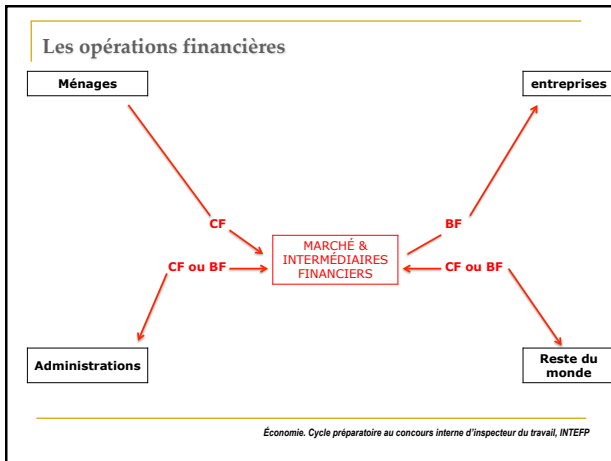 Les opérations financières
Ménages
entreprises
CF
BF
MARCHÉ &
INTERMÉDIAIRES
FINANCIERS
CF ou BF
CF ou BF
Administrations
Reste du
monde
Économie. Cycle préparatoire au concours interne d'inspecteur du travail, INTEFP